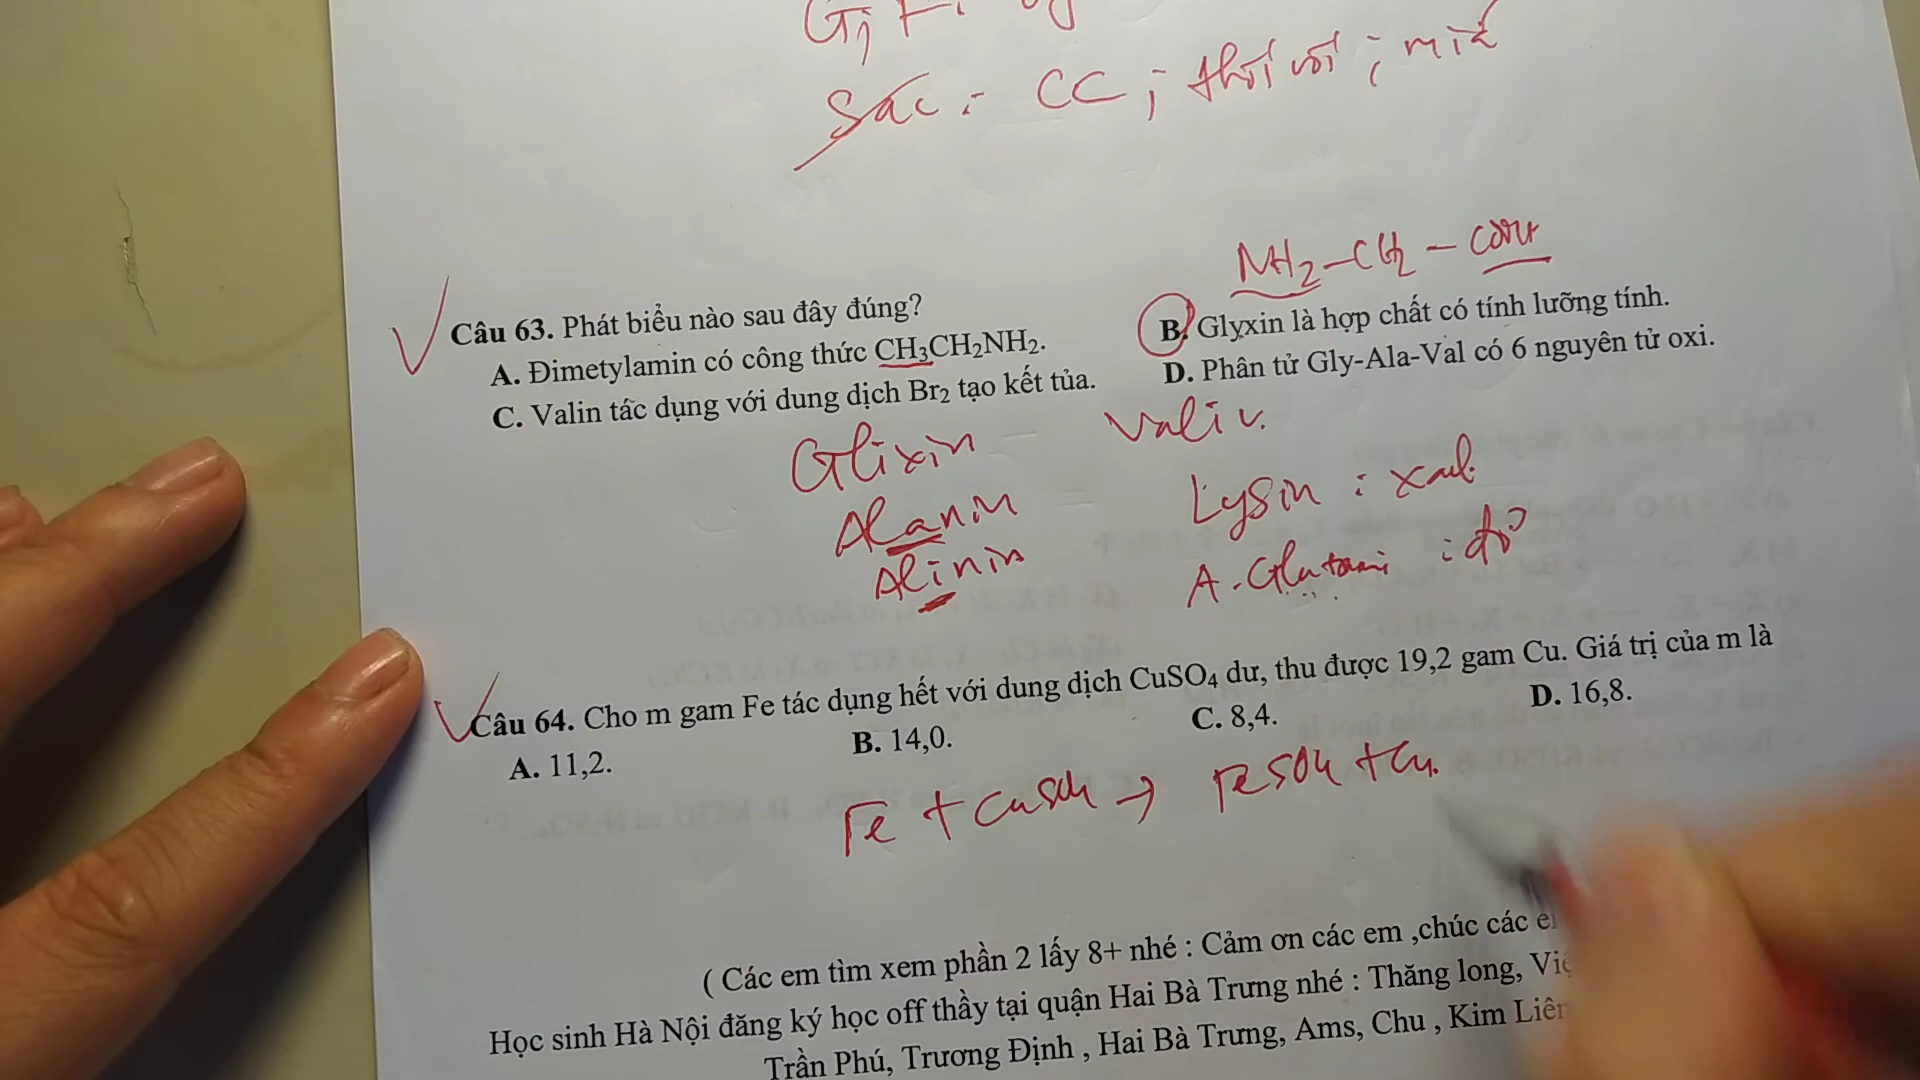 Sắc : CC ; thối với ;
NH2-CH2 - COOH
Câu 63. Phát biểu nào sau đây đúng?
A. Đimetylamin có công thức CH₃CH₂NH₂.
B. Glyxin là hợp chất có tính lưỡng tính.
C. Valin tác dụng với dung dịch Br₂ tạo kết tủa.
D. Phân tử Gly-Ala-Val có 6 nguyên tử oxi.
Glixin Valin.
Alanin Lysin : xanh
Alinin A. Glutami : đỏ
Câu 64. Cho m gam Fe tác dụng hết với dung dịch CuSO₄ dư, thu được 19,2 gam Cu. Giá trị của m là
A. 11,2. B. 14,0. C. 8,4. D. 16,8.
Fe + CuSO4 → FeSO4 + Cu.
( Các em tìm xem phần 2 lấy 8+ nhé : Cảm ơn các em ,chúc các
Học sinh Hà Nội đăng ký học off thầy tại quận Hai Bà Trưng nhé : Thăng long,
Trần Phú, Trương Định , Hai Bà Trưng, Ams, Chu , Kim